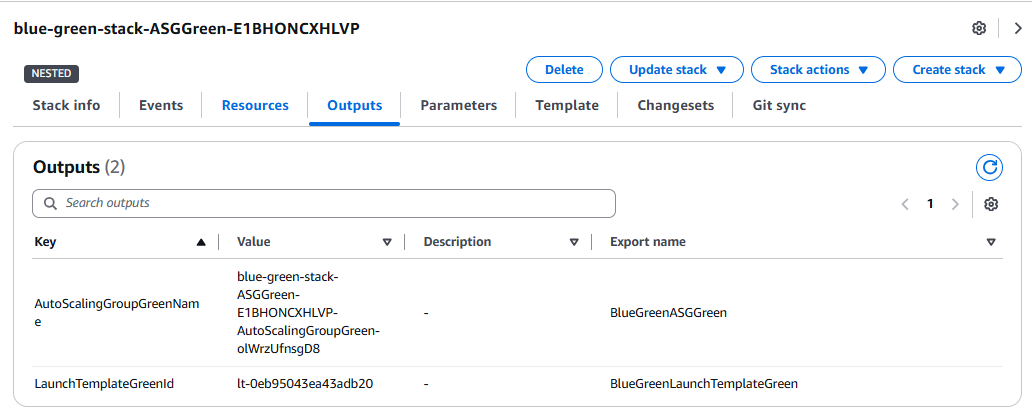 blue-green-stack-ASGGreen-E1BHONCXHLVP
NESTED
Delete
Update stack
Stack actions
Create stack
Stack info
Events
Resources
Outputs
Parameters
Template
Changesets
Git sync
Outputs (2)
Search outputs
1
Key
Value
Description
Export name
AutoScalingGroupGreenNam
e
blue-green-stack-
ASGGreen-
E1BHONCXHLVP-
AutoScalingGroupGreen-
olWrzUfnsgD8
-
BlueGreenASGGreen
LaunchTemplateGreenId
lt-0eb95043ea43adb20
-
BlueGreenLaunchTemplateGreen